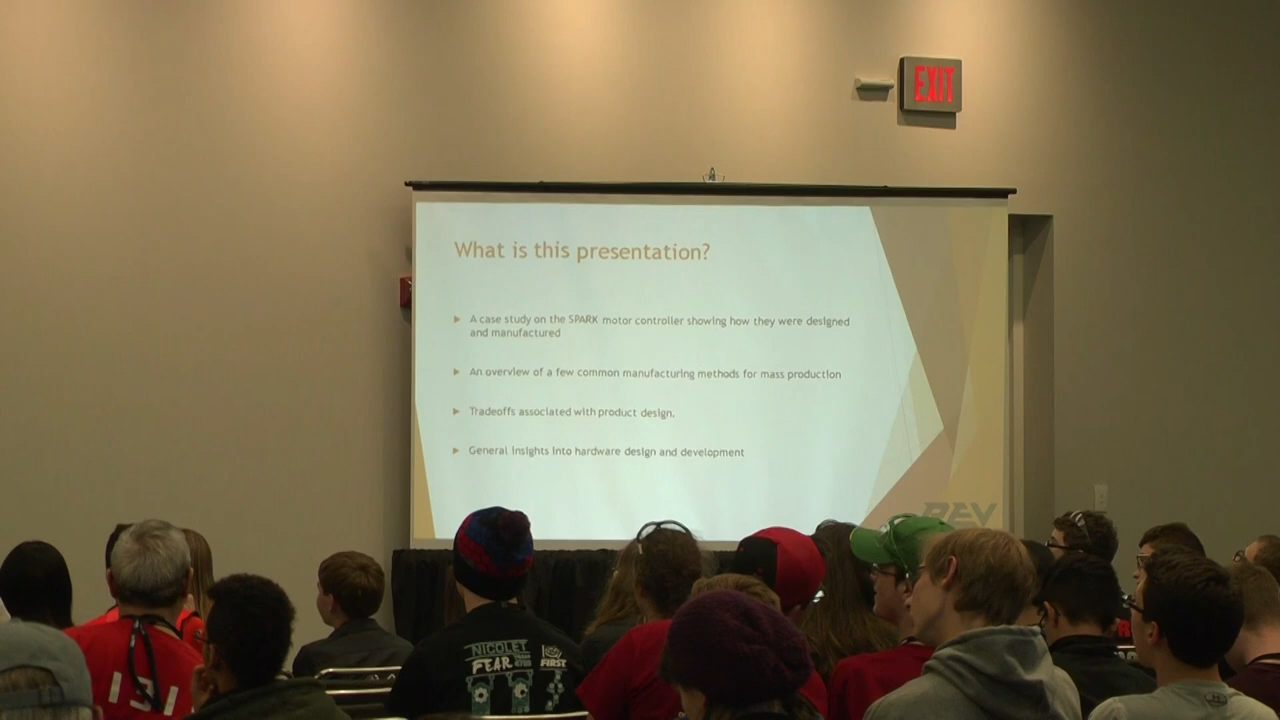 EXIT
What is this presentation?
A case study on the SPARK motor controller showing how they were designed
and manufactured
An overview of a few common manufacturing methods for mass production
Tradeoffs associated with product design.
General insights into hardware design and development
REV
NICOLET
FEAR
FIRST